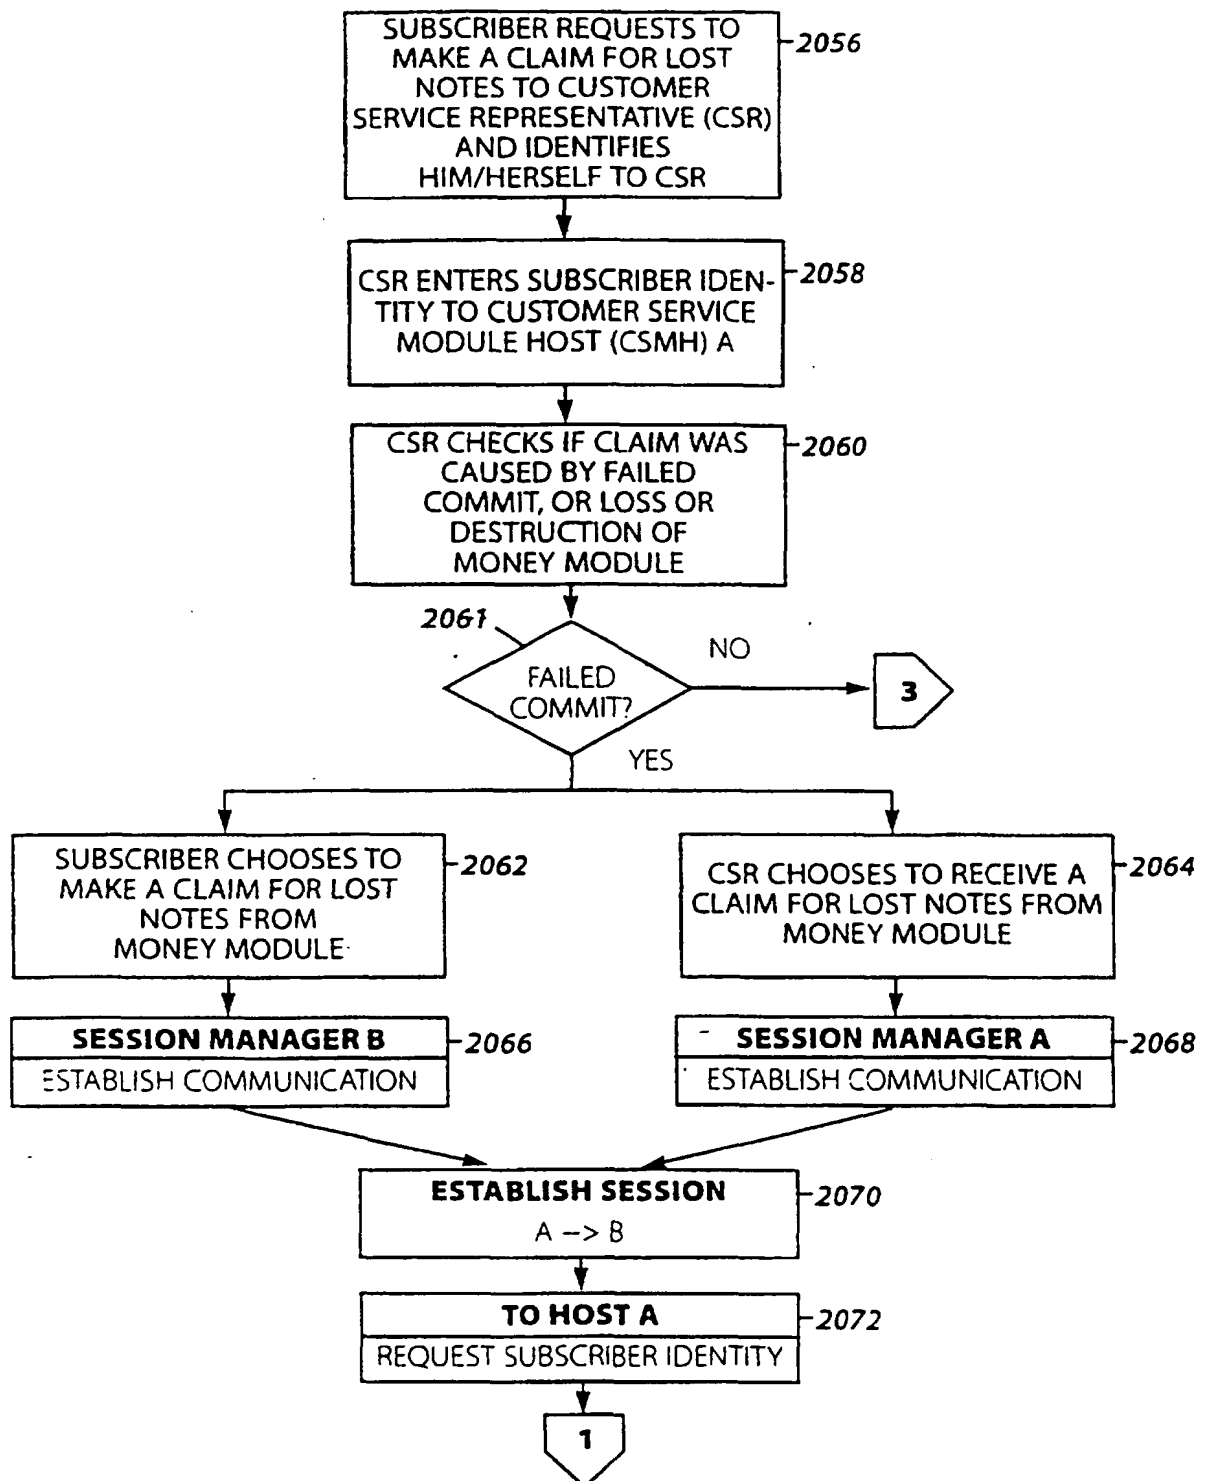 SUBSCRIBER REQUESTS TO
MAKE A CLAIM FOR LOST
NOTES TO CUSTOMER
SERVICE REPRESENTATIVE (CSR)
AND IDENTIFIES
HIM/HERSELF TO CSR
2056
CSR ENTERS SUBSCRIBER IDEN-
TITY TO CUSTOMER SERVICE
MODULE HOST (CSMH) A
2058
CSR CHECKS IF CLAIM WAS
CAUSED BY FAILED
COMMIT, OR LOSS OR
DESTRUCTION OF
MONEY MODULE
2060
2061
FAILED
COMMIT?
NO
3
YES
SUBSCRIBER CHOOSES TO
MAKE A CLAIM FOR LOST
NOTES FROM
MONEY MODULE
2062
CSR CHOOSES TO RECEIVE A
CLAIM FOR LOST NOTES FROM
MONEY MODULE
2064
SESSION MANAGER B
ESTABLISH COMMUNICATION
2066
SESSION MANAGER A
ESTABLISH COMMUNICATION
2068
ESTABLISH SESSION
A --> B
2070
TO HOST A
REQUEST SUBSCRIBER IDENTITY
2072
1